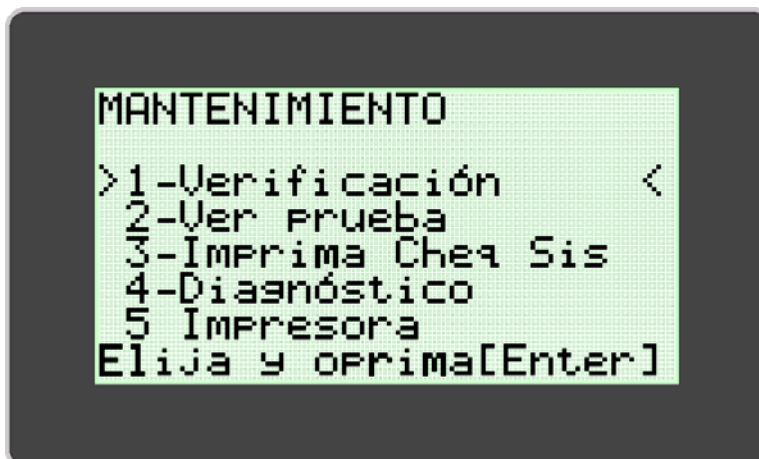 MANTENIMIENTO
>1-Verificación <
2-Ver prueba
3-Imprima Cheq Sis
4-Diagnóstico
5 Impresora
Elija y oprima[Enter]